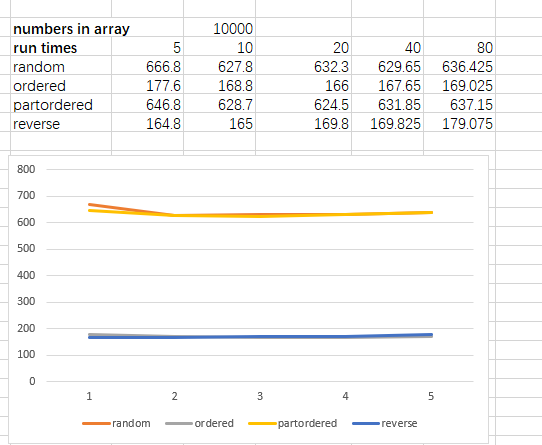 numbers in array 10000
run times 5 10 20 40 80
random 666.8 627.8 632.3 629.65 636.425
ordered 177.6 168.8 166 167.65 169.025
partordered 646.8 628.7 624.5 631.85 637.15
reverse 164.8 165 169.8 169.825 179.075
800
700
600
500
400
300
200
100
0
1 2 3 4 5
random ordered partordered reverse